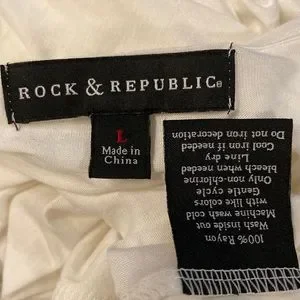 ROCK & REPUBLIC®
L
Made in
China
100% Rayon
Wash inside out
Machine wash cold
with like colors
Gentle cycle
Only non-chlorine
bleach when needed
Line dry
Cool iron if needed
Do not iron decoration